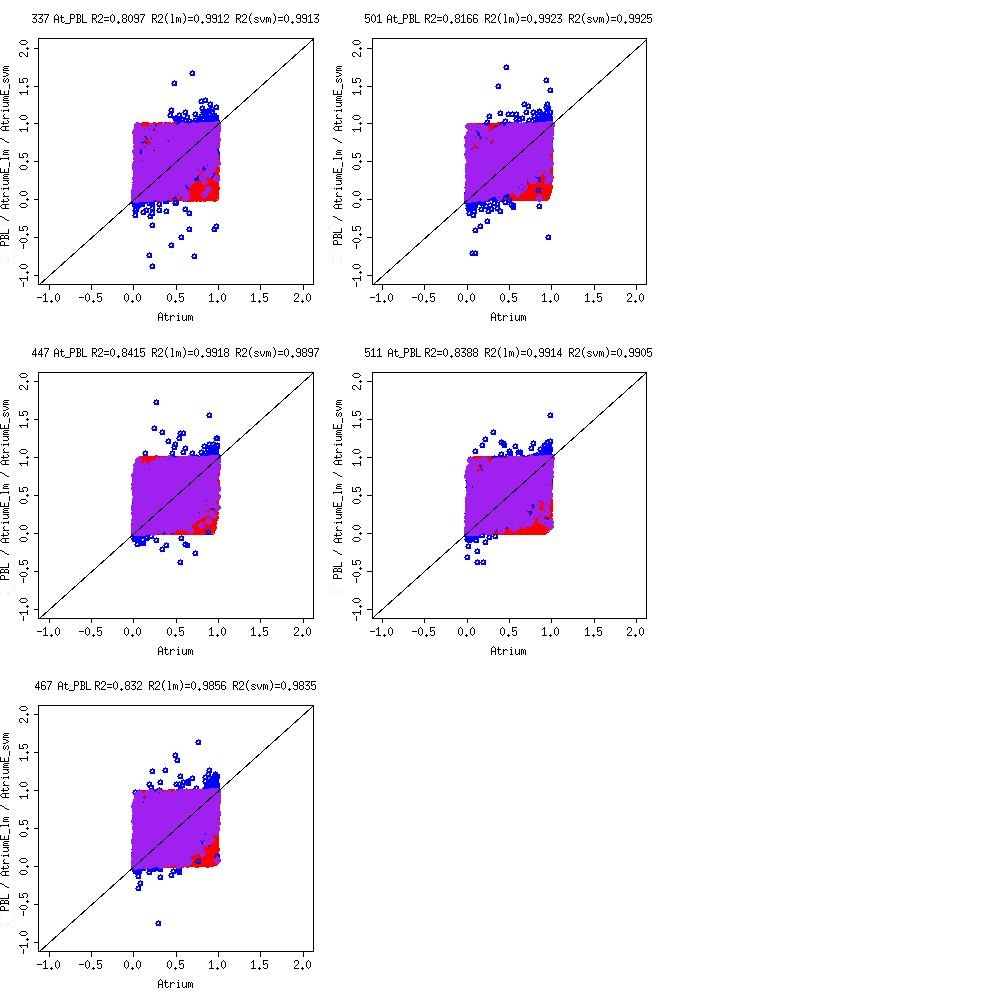 337 At_PBL R2=0.8097 R2(lm)=0.9912 R2(svm)=0.9913
PBL / AtriumE_lm / AtriumE_svm
2.0
1.5
1.0
0.5
0.0
-0.5
-1.0
-1.0 -0.5 0.0 0.5 1.0 1.5 2.0
Atrium
501 At_PBL R2=0.8166 R2(lm)=0.9923 R2(svm)=0.9925
PBL / AtriumE_lm / AtriumE_svm
2.0
1.5
1.0
0.5
0.0
-0.5
-1.0
-1.0 -0.5 0.0 0.5 1.0 1.5 2.0
Atrium
447 At_PBL R2=0.8415 R2(lm)=0.9918 R2(svm)=0.9897
PBL / AtriumE_lm / AtriumE_svm
2.0
1.5
1.0
0.5
0.0
-0.5
-1.0
-1.0 -0.5 0.0 0.5 1.0 1.5 2.0
Atrium
511 At_PBL R2=0.8388 R2(lm)=0.9914 R2(svm)=0.9905
PBL / AtriumE_lm / AtriumE_svm
2.0
1.5
1.0
0.5
0.0
-0.5
-1.0
-1.0 -0.5 0.0 0.5 1.0 1.5 2.0
Atrium
467 At_PBL R2=0.832 R2(lm)=0.9856 R2(svm)=0.9835
PBL / AtriumE_lm / AtriumE_svm
2.0
1.5
1.0
0.5
0.0
-0.5
-1.0
-1.0 -0.5 0.0 0.5 1.0 1.5 2.0
Atrium